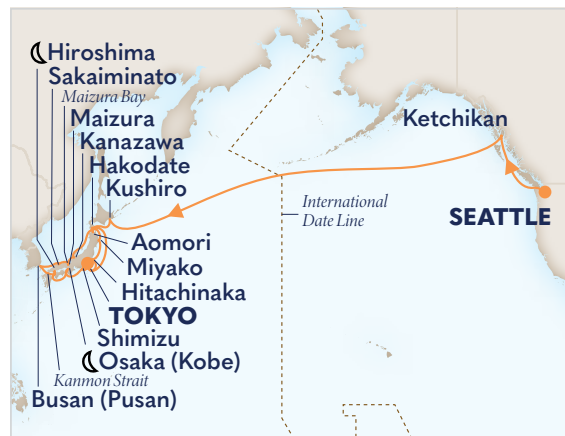 Hiroshima
Sakaiminato
Maizura Bay
Maizura
Kanazawa
Hakodate
Kushiro
Ketchikan
International
Date Line
SEATTLE
Aomori
Miyako
Hitachinaka
TOKYO
Shimizu
Osaka (Kobe)
Kanmon Strait
Busan (Pusan)